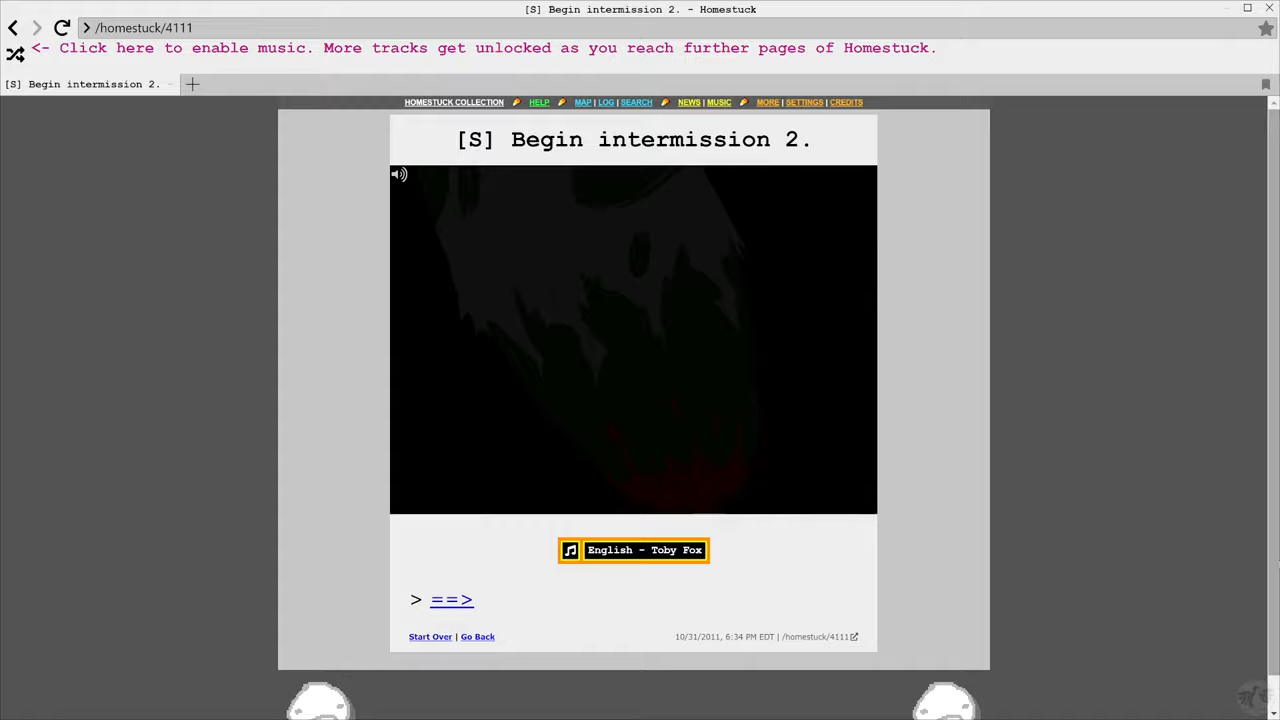 [S] Begin intermission 2. - Homestuck
/homestuck/4111
<- Click here to enable music. More tracks get unlocked as you reach further pages of Homestuck.
[S] Begin intermission 2.
HOMESTUCK COLLECTION HELP MAP | LOG | SEARCH NEWS | MUSIC MORE | SETTINGS | CREDITS
[S] Begin intermission 2.
English - Toby Fox
> ==>
Start Over | Go Back
10/31/2011, 6:34 PM EDT | /homestuck/4111